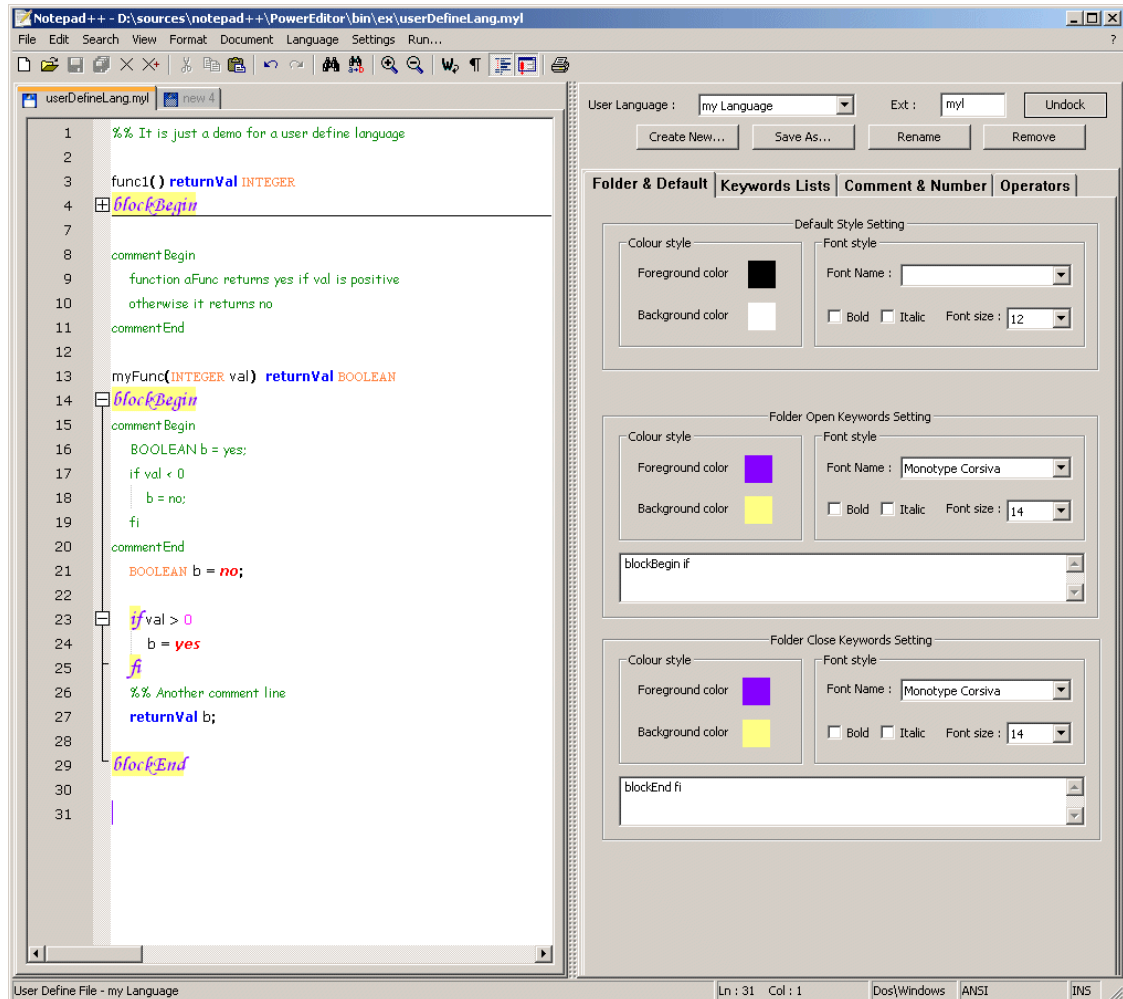 Notepad++ - D:\sources\notepad++\PowerEditor\bin\ex\userDefineLang.myl
File Edit Search View Format Document Language Settings Run... ?
userDefineLang.myl new 4
1 %% It is just a demo for a user define language
2
3 func1() returnVal INTEGER
4 blockBegin
7
8 commentBegin
9 function aFunc returns yes if val is positive
10 otherwise it returns no
11 commentEnd
12
13 myFunc(INTEGER val) returnVal BOOLEAN
14 blockBegin
15 commentBegin
16 BOOLEAN b = yes;
17 if val < 0
18 b = no;
19 fi
20 commentEnd
21 BOOLEAN b = no;
22
23 if val > 0
24 b = yes
25 fi
26 %% Another comment line
27 returnVal b;
28
29 blockEnd
30
31
User Language : my Language Ext : myl Undock
Create New... Save As... Rename Remove
Folder & Default Keywords Lists Comment & Number Operators
Default Style Setting
Colour style Font style
Foreground color Font Name :
Background color Bold Italic Font size : 12
Folder Open Keywords Setting
Colour style Font style
Foreground color Font Name : Monotype Corsiva
Background color Bold Italic Font size : 14
blockBegin if
Folder Close Keywords Setting
Colour style Font style
Foreground color Font Name : Monotype Corsiva
Background color Bold Italic Font size : 14
blockEnd fi
User Define File - my Language Ln : 31 Col : 1 Dos\Windows ANSI INS